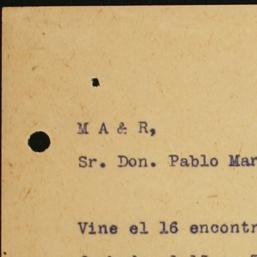 M A & R,
Sr. Don. Pablo Mar
Vine el 16 encontr